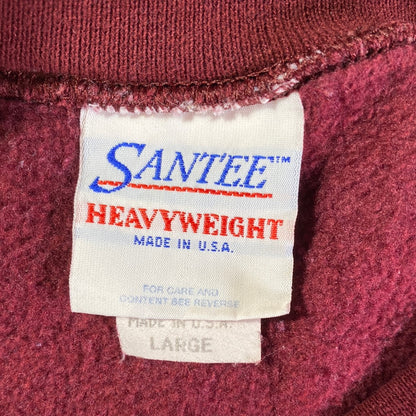 SANTEE™
HEAVYWEIGHT
MADE IN U.S.A.
FOR CARE AND
CONTENT SEE REVERSE
MADE IN U.S.A.
LARGE